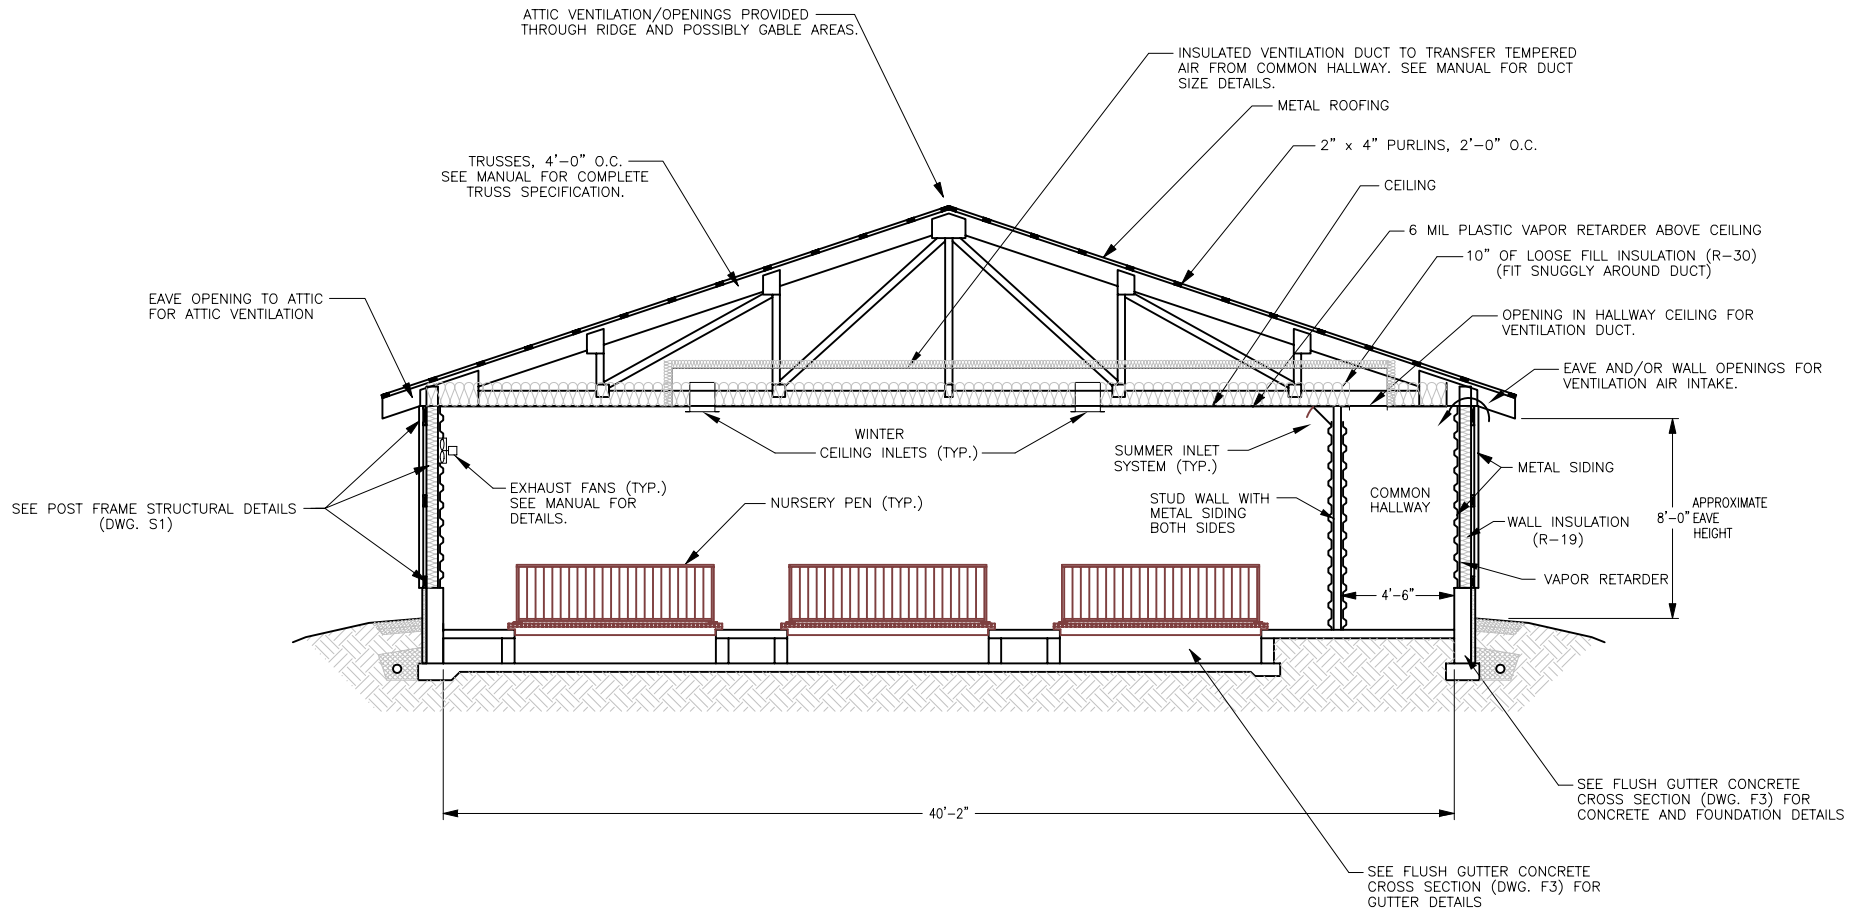 ATTIC VENTILATION/OPENINGS PROVIDED
THROUGH RIDGE AND POSSIBLY GABLE AREAS.
INSULATED VENTILATION DUCT TO TRANSFER TEMPERED
AIR FROM COMMON HALLWAY. SEE MANUAL FOR DUCT
SIZE DETAILS.
METAL ROOFING
2" x 4" PURLINS, 2'-0" O.C.
TRUSSES, 4'-0" O.C.
SEE MANUAL FOR COMPLETE
TRUSS SPECIFICATION.
CEILING
6 MIL PLASTIC VAPOR RETARDER ABOVE CEILING
10" OF LOOSE FILL INSULATION (R-30)
(FIT SNUGGLY AROUND DUCT)
EAVE OPENING TO ATTIC
FOR ATTIC VENTILATION
OPENING IN HALLWAY CEILING FOR
VENTILATION DUCT.
EAVE AND/OR WALL OPENINGS FOR
VENTILATION AIR INTAKE.
WINTER
CEILING INLETS (TYP.)
SUMMER INLET
SYSTEM (TYP.)
METAL SIDING
EXHAUST FANS (TYP.)
SEE MANUAL FOR
DETAILS.
NURSERY PEN (TYP.)
STUD WALL WITH
METAL SIDING
BOTH SIDES
COMMON
HALLWAY
SEE POST FRAME STRUCTURAL DETAILS
(DWG. S1)
8'-0"
APPROXIMATE
EAVE
HEIGHT
WALL INSULATION
(R-19)
VAPOR RETARDER
4'-6"
40'-2"
SEE FLUSH GUTTER CONCRETE
CROSS SECTION (DWG. F3) FOR
CONCRETE AND FOUNDATION DETAILS
SEE FLUSH GUTTER CONCRETE
CROSS SECTION (DWG. F3) FOR
GUTTER DETAILS